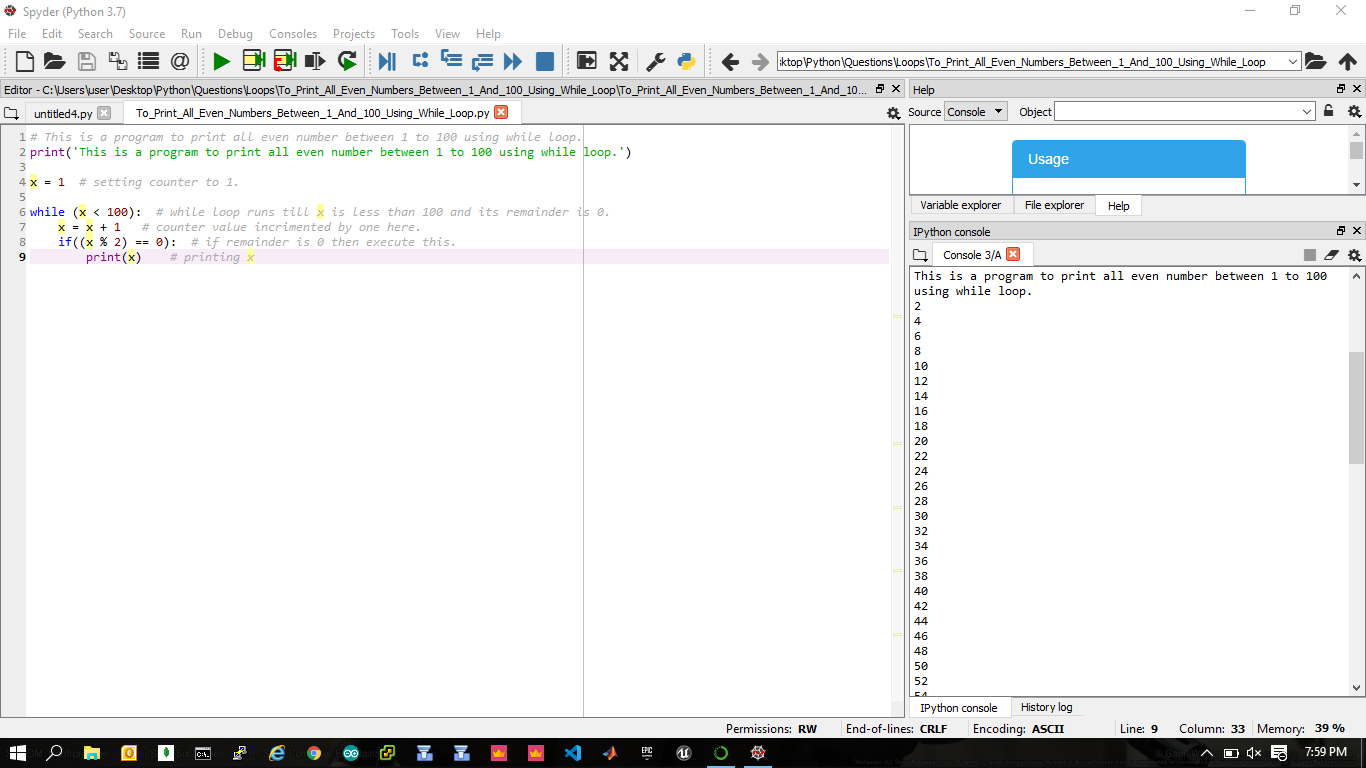 Spyder (Python 3.7)
File Edit Search Source Run Debug Consoles Projects Tools View Help
ktop\Python\Questions\Loops\To_Print_All_Even_Numbers_Between_1_And_100_Using_While_Loop
Editor - C:\Users\user\Desktop\Python\Questions\Loops\To_Print_All_Even_Numbers_Between_1_And_100_Using_While_Loop\To_Print_All_Even_Numbers_Between_1_And_10...
untitled4.py To_Print_All_Even_Numbers_Between_1_And_100_Using_While_Loop.py
1 # This is a program to print all even number between 1 to 100 using while loop.
2 print('This is a program to print all even number between 1 to 100 using while loop.')
3
4 x = 1  # setting counter to 1.
5
6 while (x < 100):  # while loop runs till x is less than 100 and its remainder is 0.
7     x = x + 1   # counter value incrimented by one here.
8     if((x % 2) == 0):  # if remainder is 0 then execute this.
9         print(x)    # printing x
Help
Source Console Object
Usage
Variable explorer File explorer Help
IPython console
Console 3/A
This is a program to print all even number between 1 to 100
using while loop.
2
4
6
8
10
12
14
16
18
20
22
24
26
28
30
32
34
36
38
40
42
44
46
48
50
52
54
IPython console History log
Permissions: RW End-of-lines: CRLF Encoding: ASCII Line: 9 Column: 33 Memory: 39 %
EPIC
7:59 PM